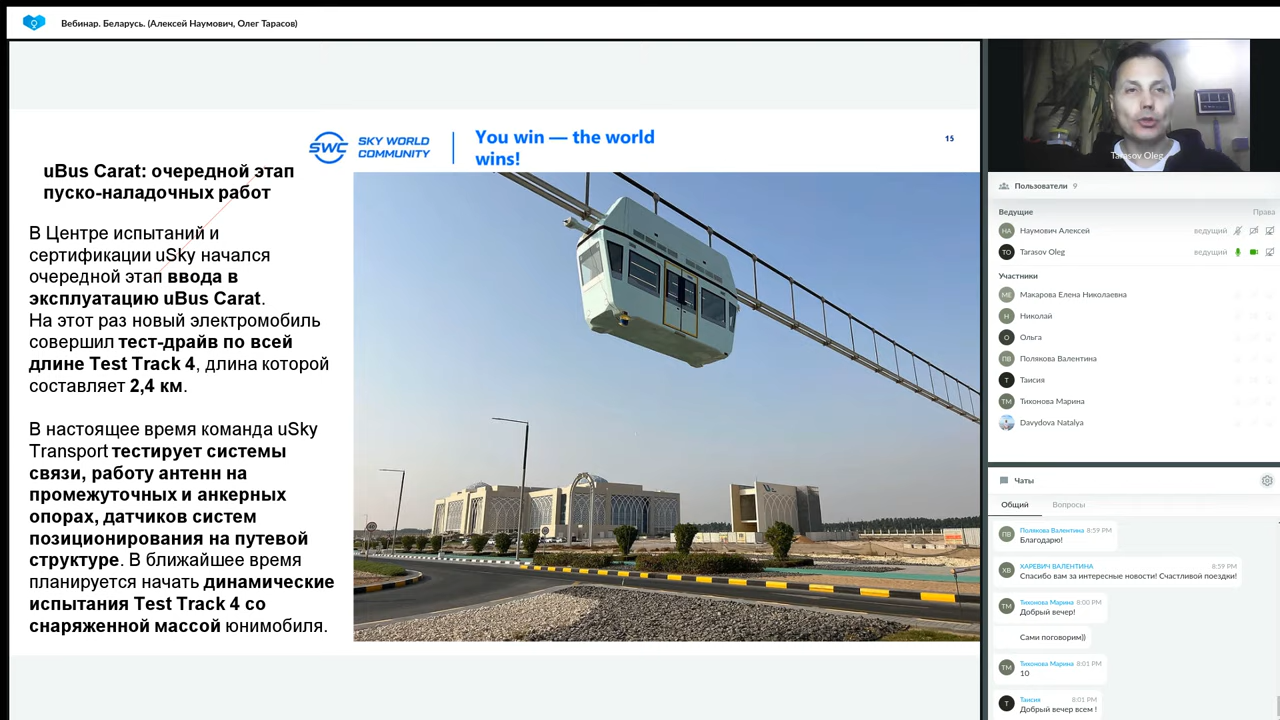 Вебинар. Беларусь. (Алексей Наумович, Олег Тарасов)
SWC
SKY WORLD
COMMUNITY
You win — the world
wins!
15
uBus Carat: очередной этап
пуско-наладочных работ
В Центре испытаний и
сертификации uSky начался
очередной этап ввода в
эксплуатацию uBus Carat.
На этот раз новый электромобиль
совершил тест-драйв по всей
длине Test Track 4, длина которой
составляет 2,4 км.
В настоящее время команда uSky
Transport тестирует системы
связи, работу антенн на
промежуточных и анкерных
опорах, датчиков систем
позиционирования на путевой
структуре. В ближайшее время
планируется начать динамические
испытания Test Track 4 со
снаряженной массой юнимобиля.
Tarasov Oleg
Пользователи 9
Ведущие Права
НА Наумович Алексей ведущий
TO Tarasov Oleg ведущий
Участники
МЕ Макарова Елена Николаевна
Н Николай
О Ольга
ПВ Полякова Валентина
Т Таисия
ТМ Тихонова Марина
Davydova Natalya
Чаты
Общий Вопросы
ПВ Полякова Валентина 8:59 PM
Благодарю!
ХВ ХАРЕВИЧ ВАЛЕНТИНА 8:59 PM
Спасибо вам за интересные новости! Счастливой поездки!
ТМ Тихонова Марина 8:00 PM
Добрый вечер!
Сами поговорим))
ТМ Тихонова Марина 8:01 PM
10
Т Таисия 8:01 PM
Добрый вечер всем !